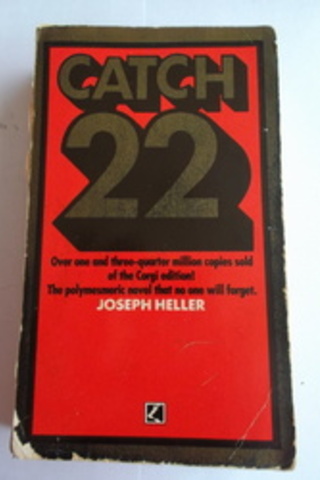 CATCH
22
Over one and three-quarter million copies sold
of the Corgi edition!
The polymesmoric novel that no one will forget.
JOSEPH HELLER